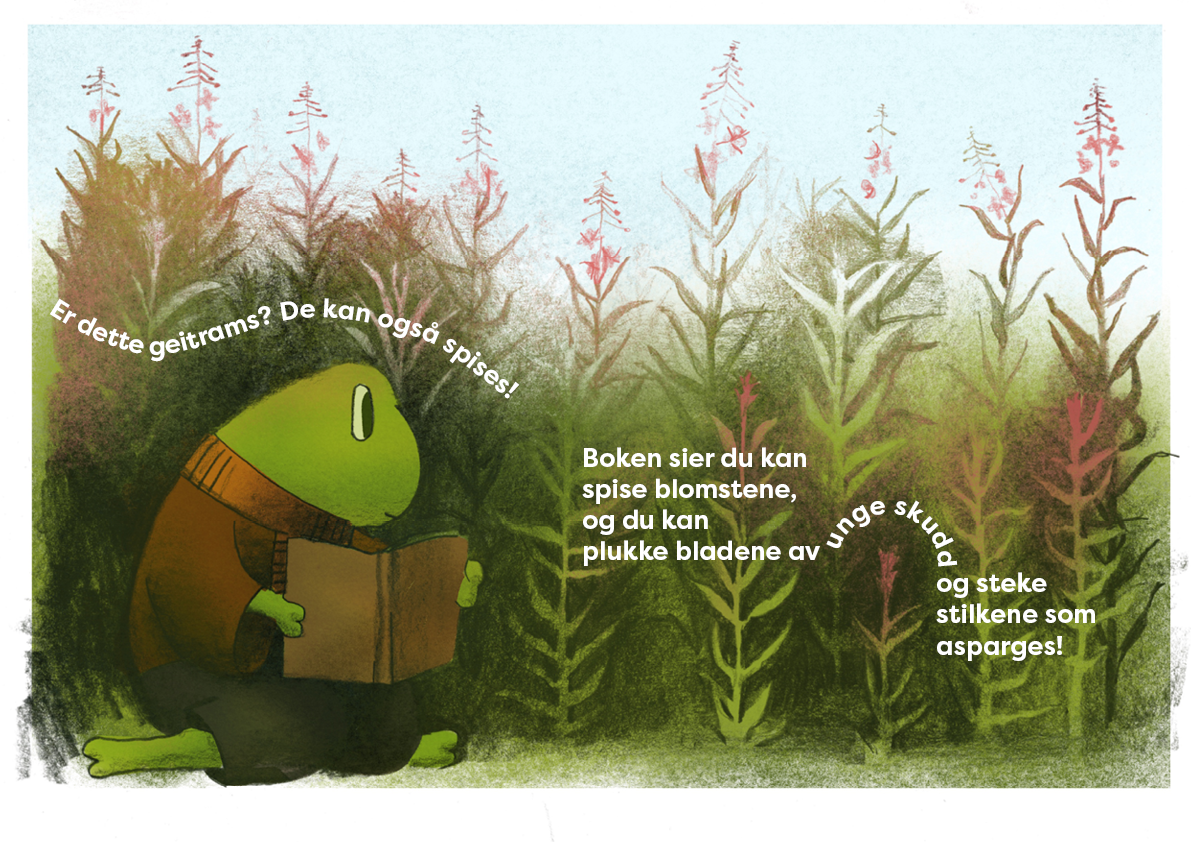 Er dette geitrams? De kan også spises!
Boken sier du kan
spise blomstene,
og du kan
plukke bladene av
unge skudd
og steke
stilkene som
asparges!